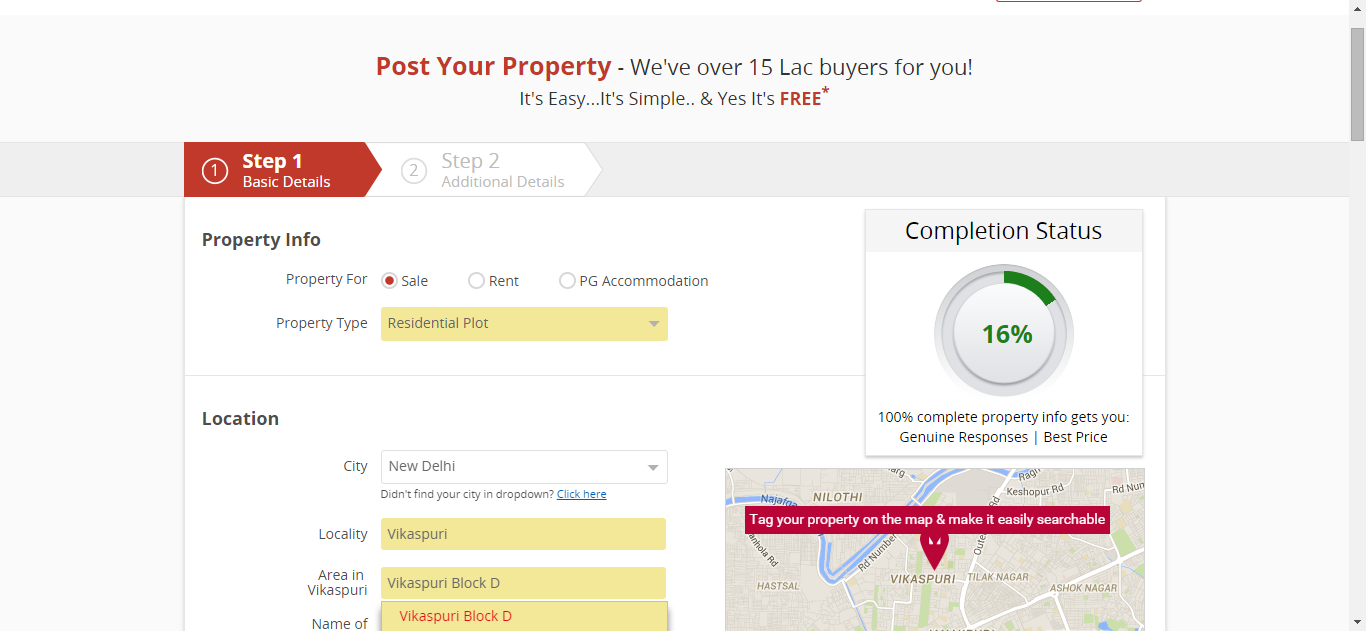 Post Your Property - We've over 15 Lac buyers for you!
It's Easy...It's Simple.. & Yes It's FREE*
1 Step 1
Basic Details
2 Step 2
Additional Details
Property Info
Property For Sale Rent PG Accommodation
Property Type Residential Plot
Completion Status
16%
100% complete property info gets you:
Genuine Responses | Best Price
Location
City New Delhi
Didn't find your city in dropdown? Click here
Locality Vikaspuri
Area in
Vikaspuri
Vikaspuri Block D
Vikaspuri Block D
Name of
Najafga
NILOTHI
Ragh
Keshopur Rd
Rd Nun
Tag your property on the map & make it easily searchable
Rd Number
Oute
HASTSAL
VIKASPURI
TILAK NAGAR
ASHOK NAGAR